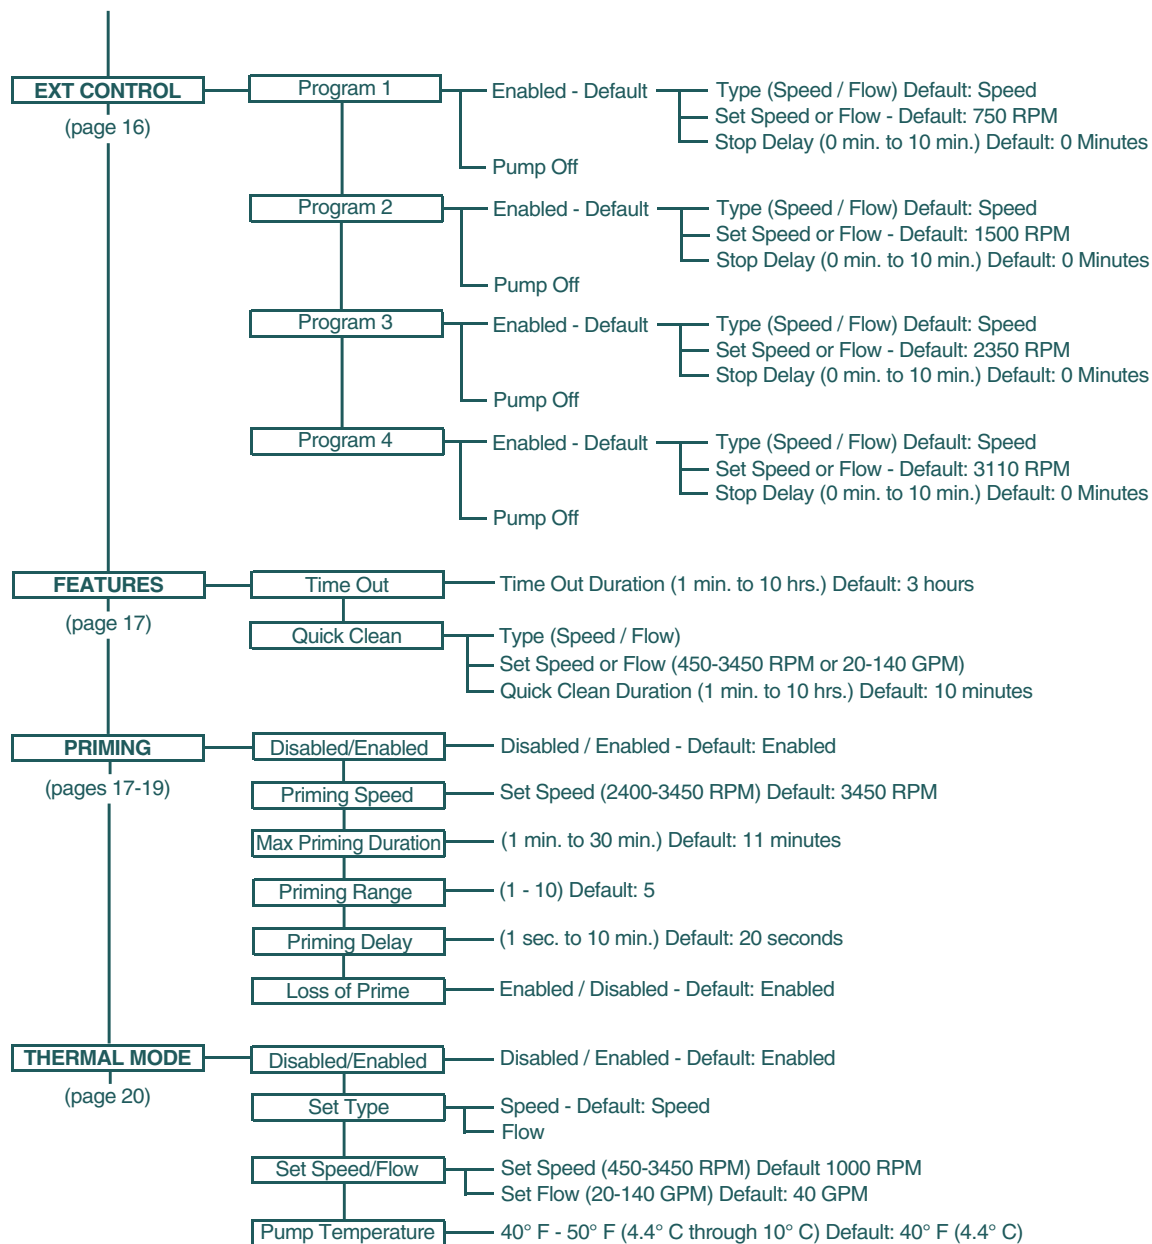 EXT CONTROL
(page 16)
Program 1
Enabled - Default
Type (Speed / Flow) Default: Speed
Set Speed or Flow - Default: 750 RPM
Stop Delay (0 min. to 10 min.) Default: 0 Minutes
Pump Off
Program 2
Enabled - Default
Type (Speed / Flow) Default: Speed
Set Speed or Flow - Default: 1500 RPM
Stop Delay (0 min. to 10 min.) Default: 0 Minutes
Pump Off
Program 3
Enabled - Default
Type (Speed / Flow) Default: Speed
Set Speed or Flow - Default: 2350 RPM
Stop Delay (0 min. to 10 min.) Default: 0 Minutes
Pump Off
Program 4
Enabled - Default
Type (Speed / Flow) Default: Speed
Set Speed or Flow - Default: 3110 RPM
Stop Delay (0 min. to 10 min.) Default: 0 Minutes
Pump Off
FEATURES
(page 17)
Time Out
Time Out Duration (1 min. to 10 hrs.) Default: 3 hours
Quick Clean
Type (Speed / Flow)
Set Speed or Flow (450-3450 RPM or 20-140 GPM)
Quick Clean Duration (1 min. to 10 hrs.) Default: 10 minutes
PRIMING
(pages 17-19)
Disabled/Enabled
Disabled / Enabled - Default: Enabled
Priming Speed
Set Speed (2400-3450 RPM) Default: 3450 RPM
Max Priming Duration
(1 min. to 30 min.) Default: 11 minutes
Priming Range
(1 - 10) Default: 5
Priming Delay
(1 sec. to 10 min.) Default: 20 seconds
Loss of Prime
Enabled / Disabled - Default: Enabled
THERMAL MODE
(page 20)
Disabled/Enabled
Disabled / Enabled - Default: Enabled
Set Type
Speed - Default: Speed
Flow
Set Speed/Flow
Set Speed (450-3450 RPM) Default 1000 RPM
Set Flow (20-140 GPM) Default: 40 GPM
Pump Temperature
40° F - 50° F (4.4° C through 10° C) Default: 40° F (4.4° C)